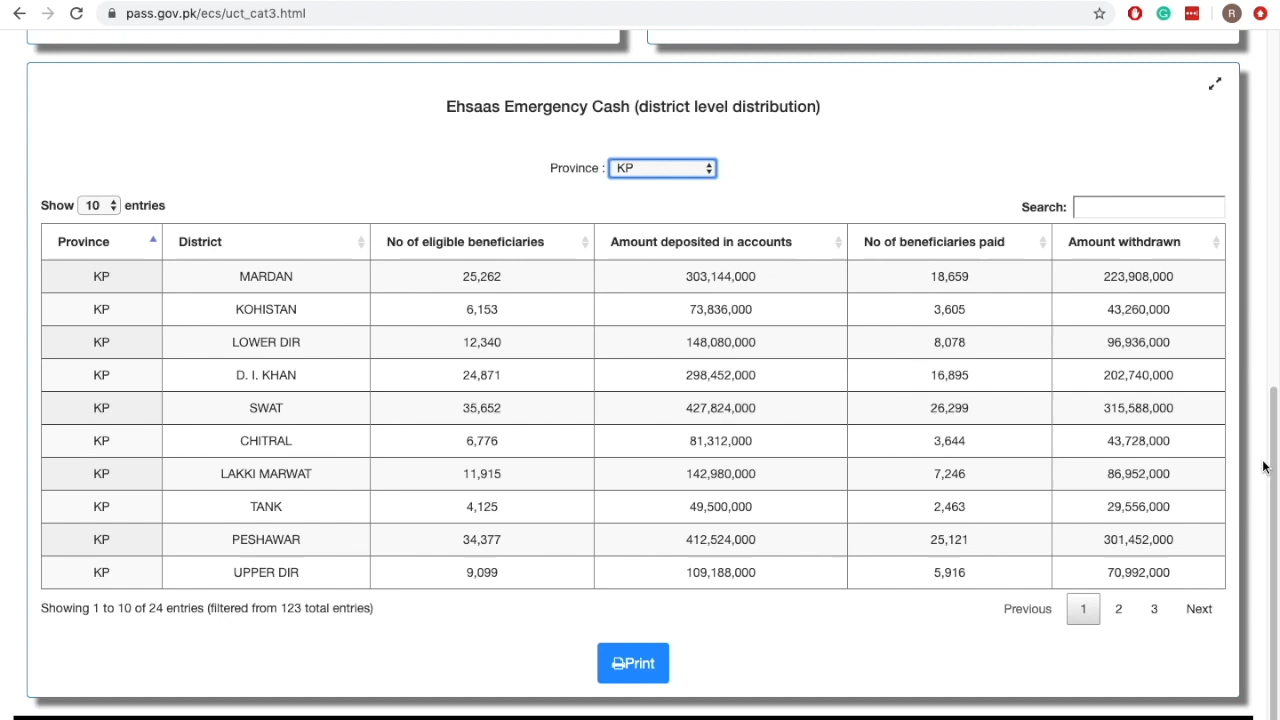 pass.gov.pk/ecs/uct_cat3.html
R
Ehsaas Emergency Cash (district level distribution)
Province : KP
Show 10 entries Search:
Province District No of eligible beneficiaries Amount deposited in accounts No of beneficiaries paid Amount withdrawn
KP MARDAN 25,262 303,144,000 18,659 223,908,000
KP KOHISTAN 6,153 73,836,000 3,605 43,260,000
KP LOWER DIR 12,340 148,080,000 8,078 96,936,000
KP D. I. KHAN 24,871 298,452,000 16,895 202,740,000
KP SWAT 35,652 427,824,000 26,299 315,588,000
KP CHITRAL 6,776 81,312,000 3,644 43,728,000
KP LAKKI MARWAT 11,915 142,980,000 7,246 86,952,000
KP TANK 4,125 49,500,000 2,463 29,556,000
KP PESHAWAR 34,377 412,524,000 25,121 301,452,000
KP UPPER DIR 9,099 109,188,000 5,916 70,992,000
Showing 1 to 10 of 24 entries (filtered from 123 total entries) Previous 1 2 3 Next
Print